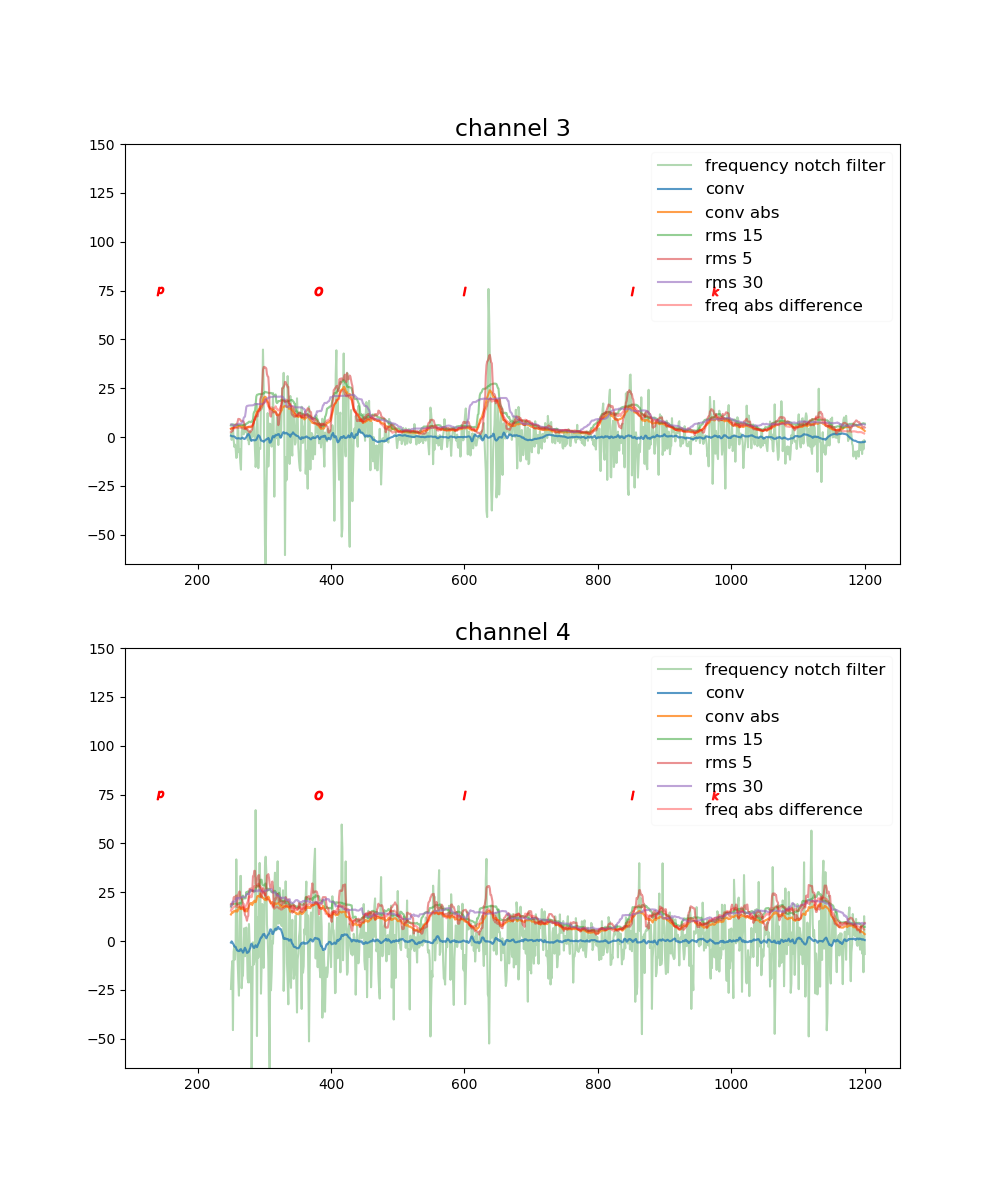 channel 3
150
125
100
75
50
25
0
−25
−50
frequency notch filter
conv
conv abs
rms 15
rms 5
rms 30
freq abs difference
p o l l k
200 400 600 800 1000 1200
channel 4
150
125
100
75
50
25
0
−25
−50
frequency notch filter
conv
conv abs
rms 15
rms 5
rms 30
freq abs difference
p o l l k
200 400 600 800 1000 1200